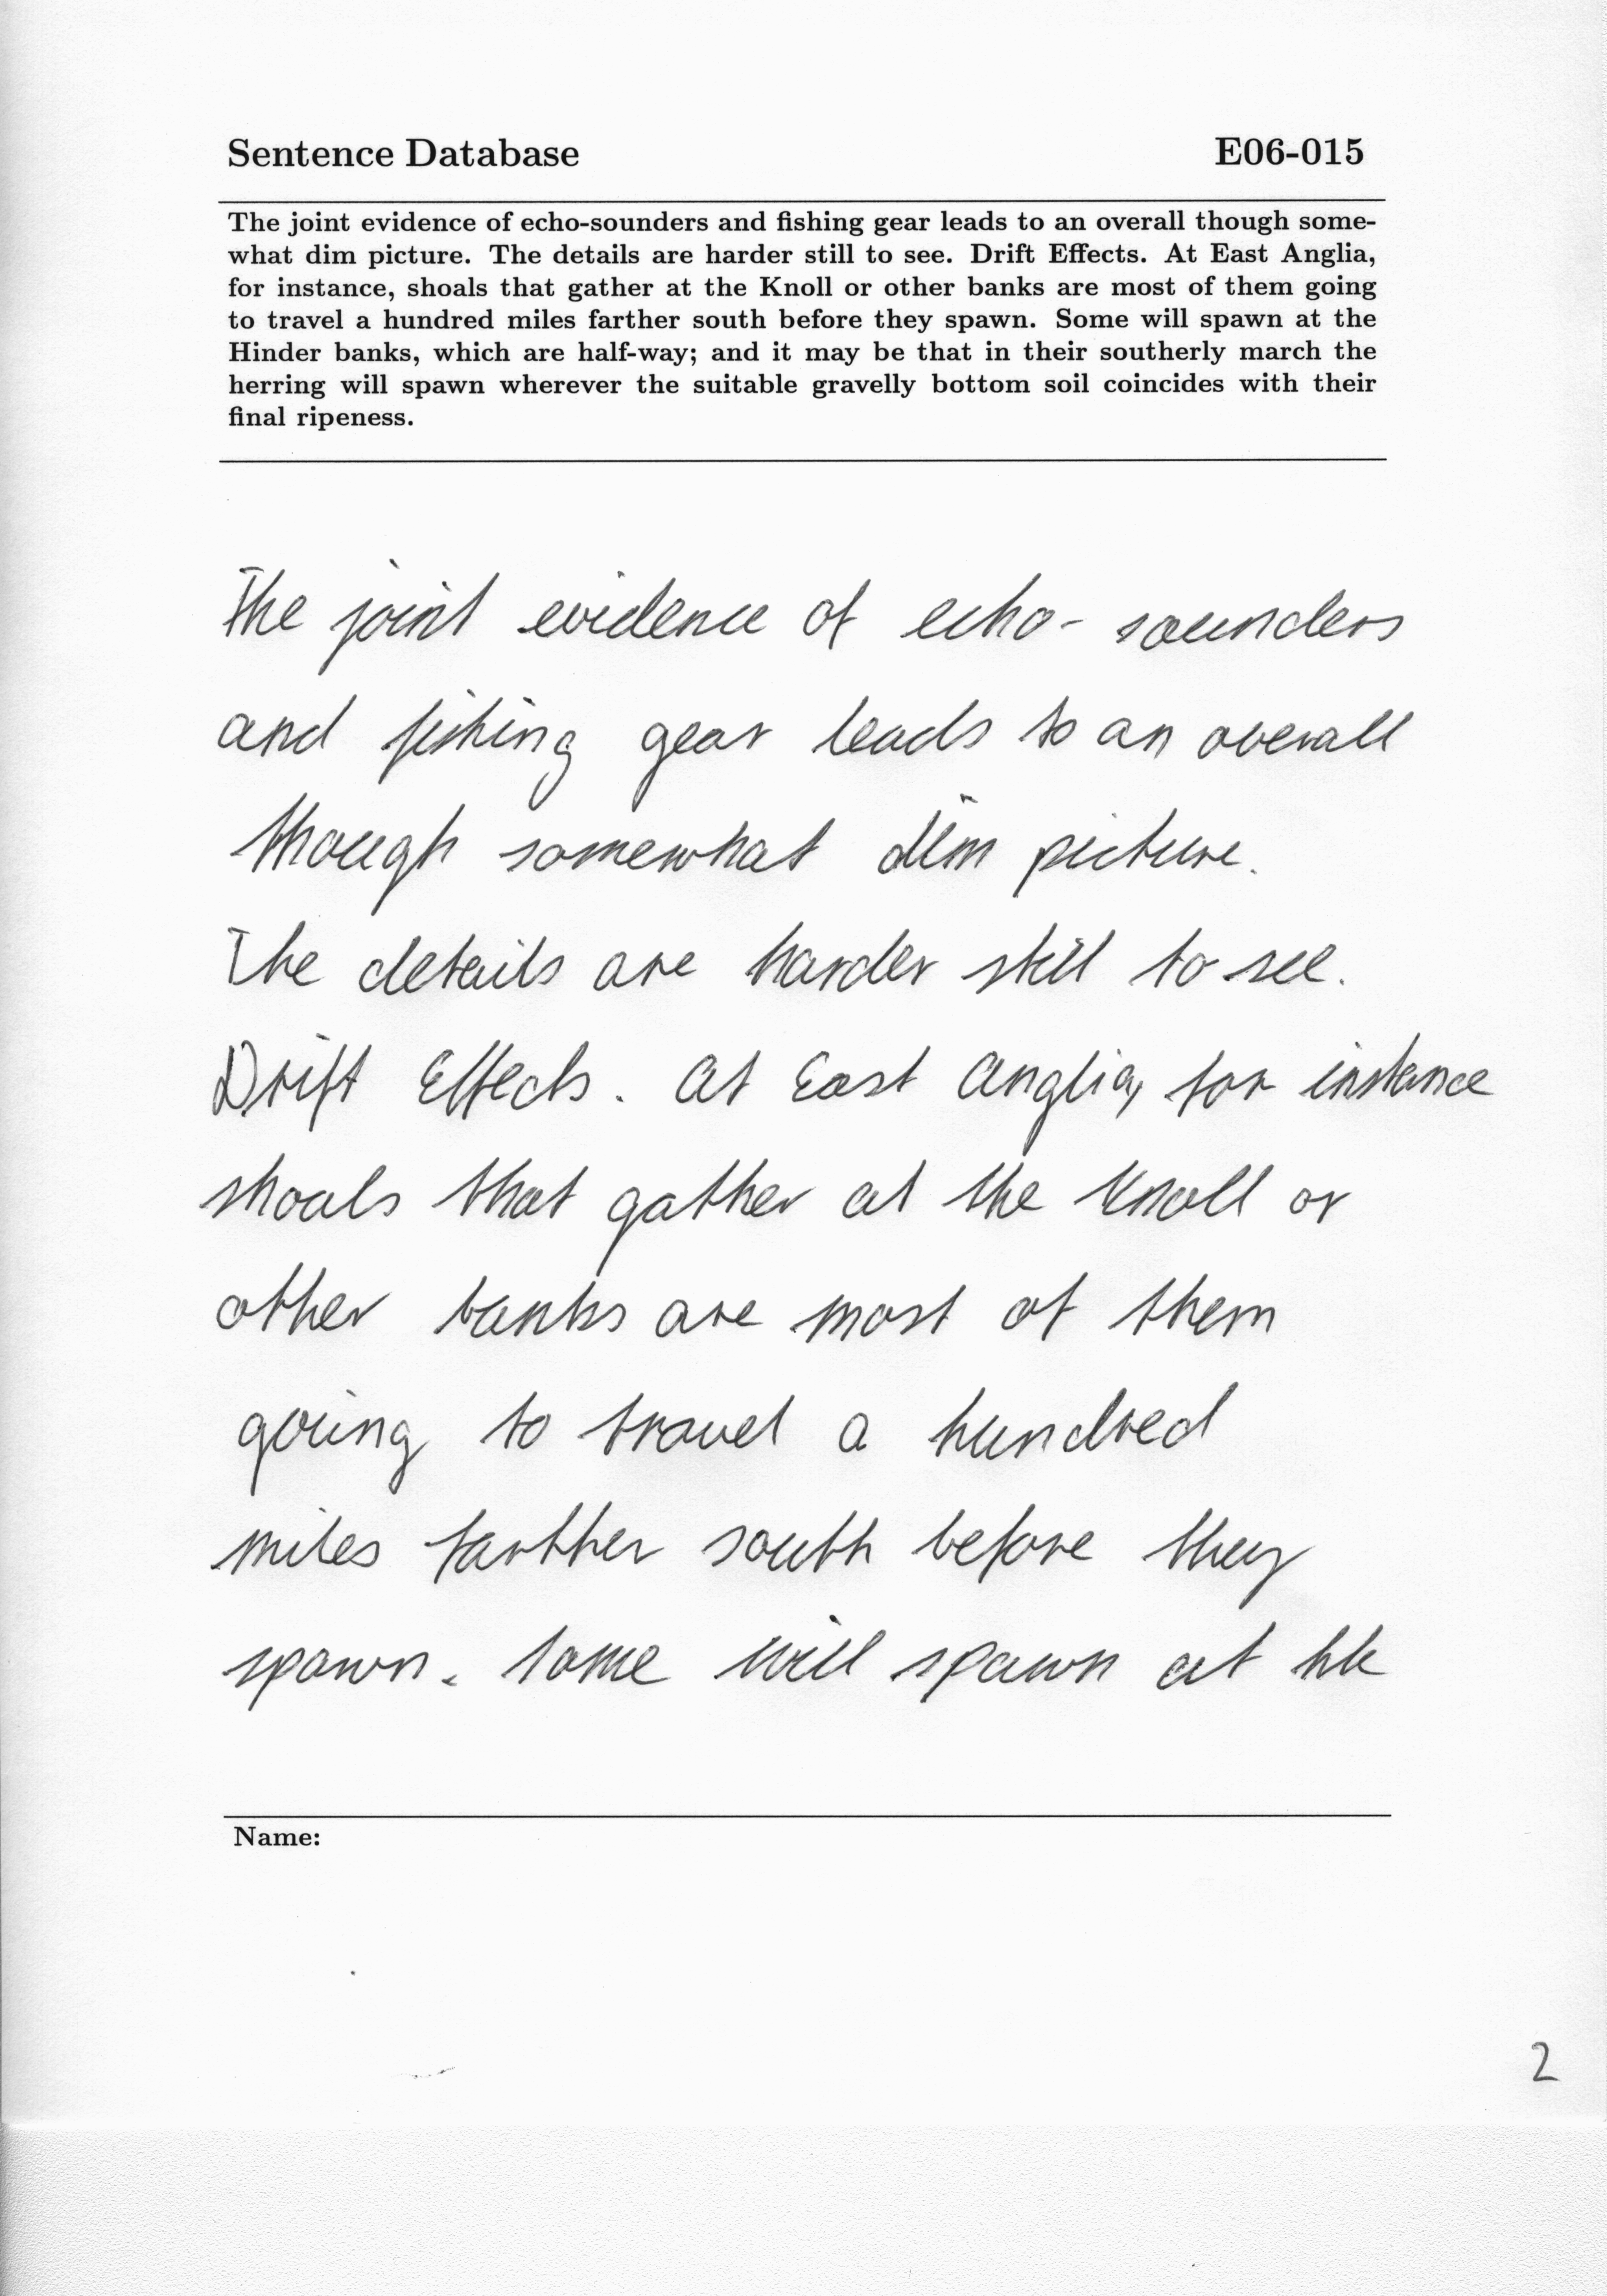 Sentence Database E06-015
The joint evidence of echo-sounders and fishing gear leads to an overall though some-
what dim picture. The details are harder still to see. Drift Effects. At East Anglia,
for instance, shoals that gather at the Knoll or other banks are most of them going
to travel a hundred miles farther south before they spawn. Some will spawn at the
Hinder banks, which are half-way; and it may be that in their southerly march the
herring will spawn wherever the suitable gravelly bottom soil coincides with their
final ripeness.
The joint evidence of echo- sounders
and fishing gear leads to an overall
though somewhat dim picture.
The details are harder still to see.
Drift Effects. At East Anglia, for instance
shoals that gather at the Knoll or
other banks are most of them
going to travel a hundred
miles farther south before they
spawn. Some will spawn at the
Name:
2